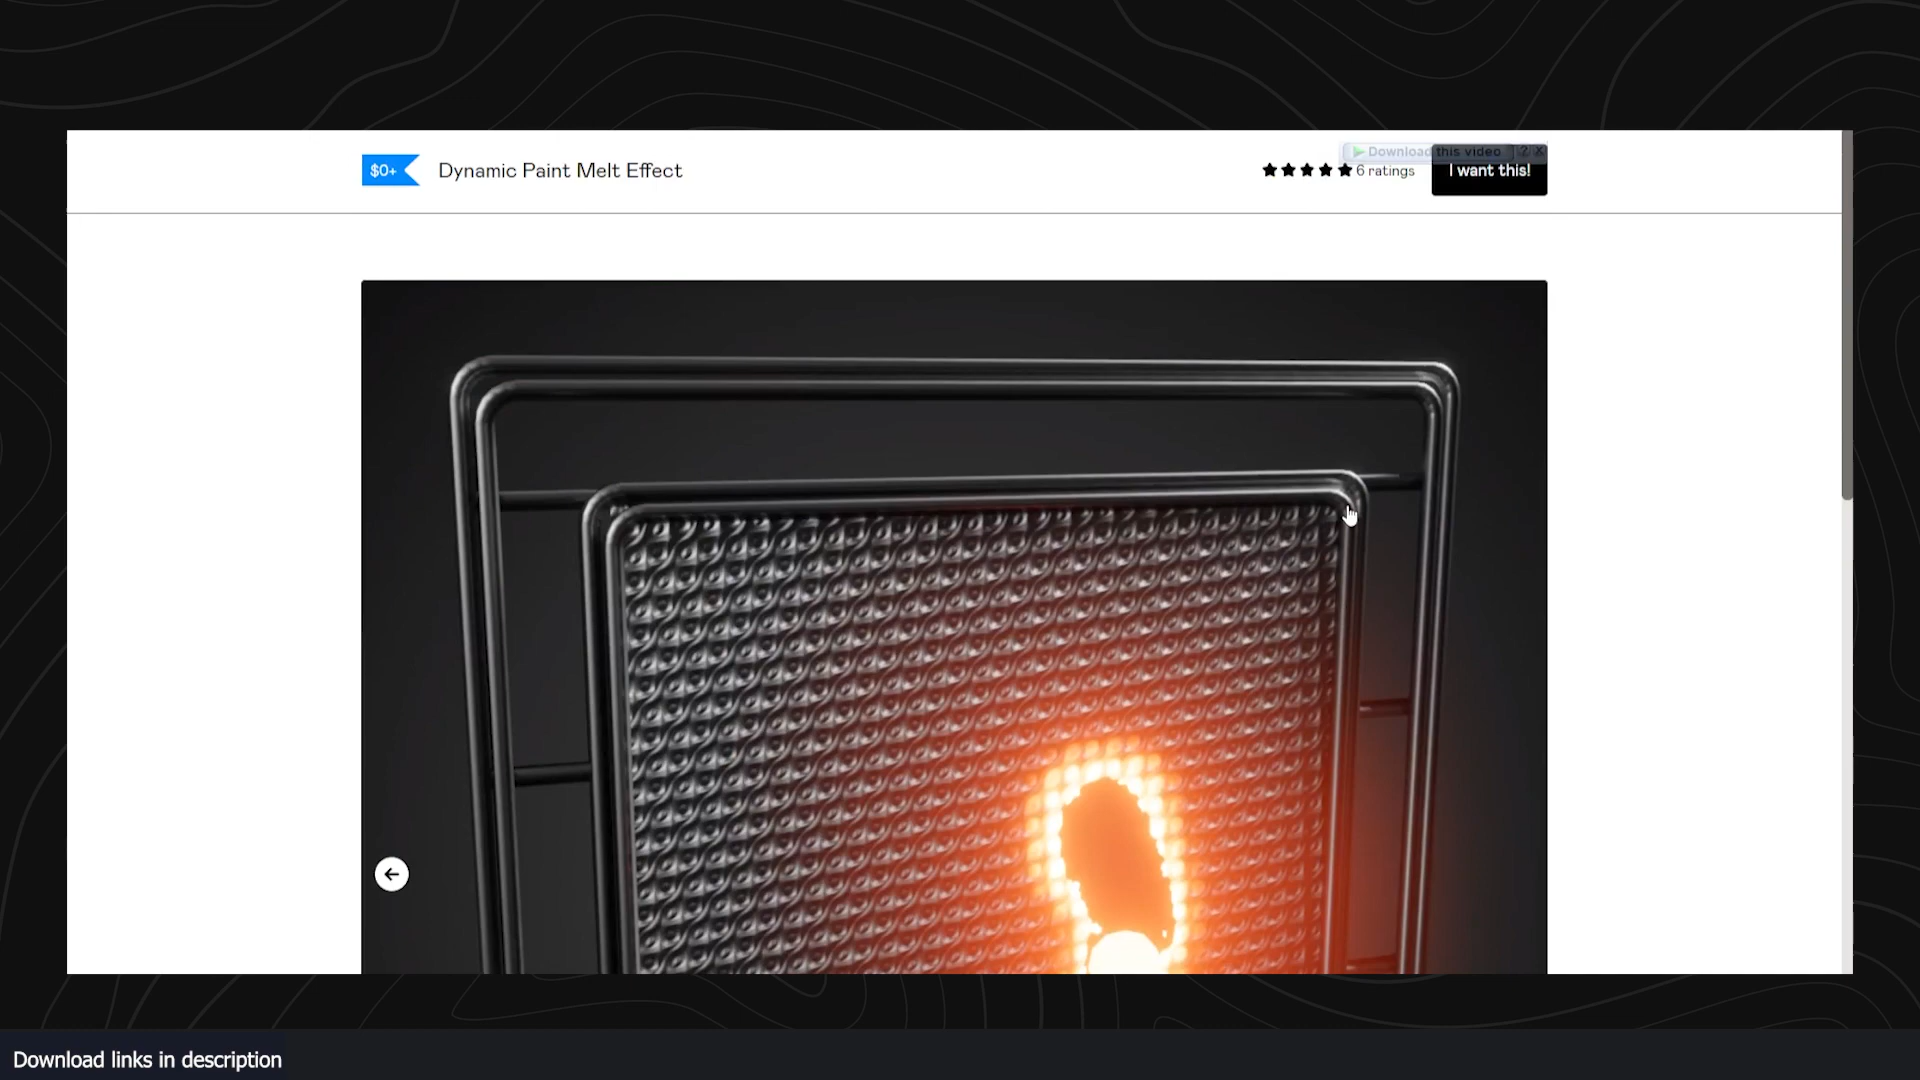 $0+ Dynamic Paint Melt Effect
Download this video ? X
6 ratings
I want this!
Download links in description